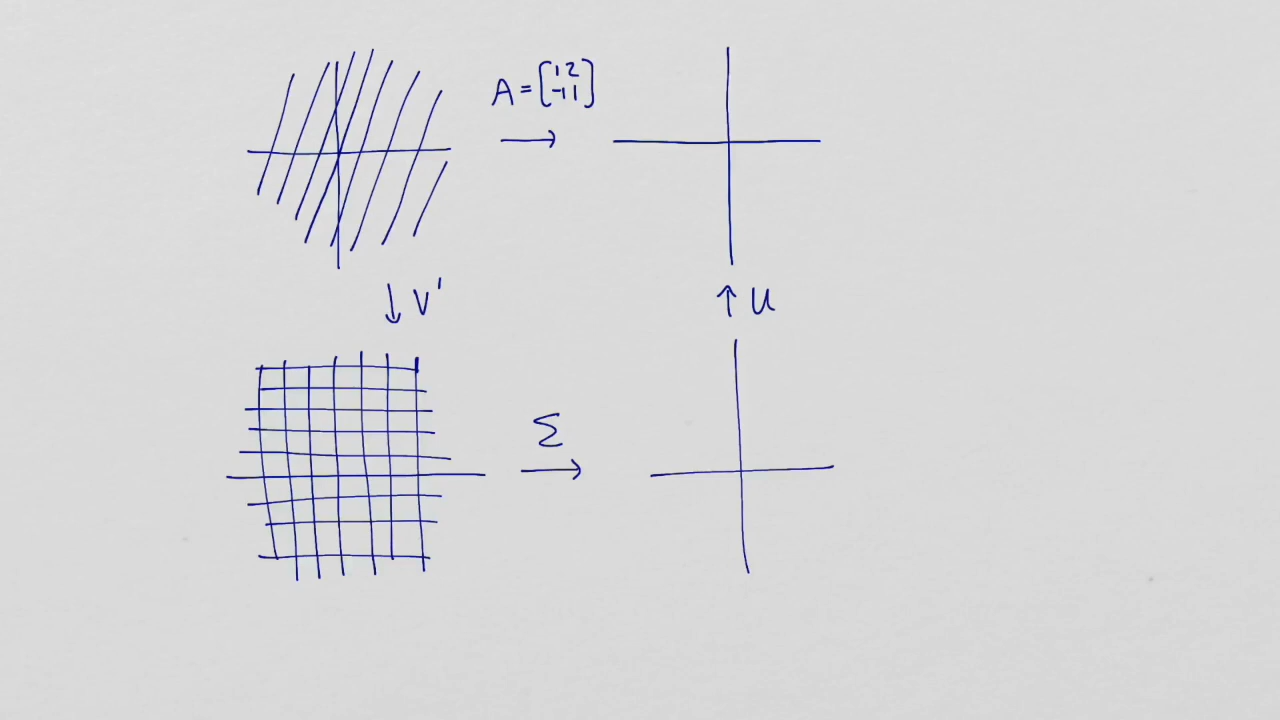 A = [1 2
-1 1]
→
↓ V'
↑ U
Σ
→